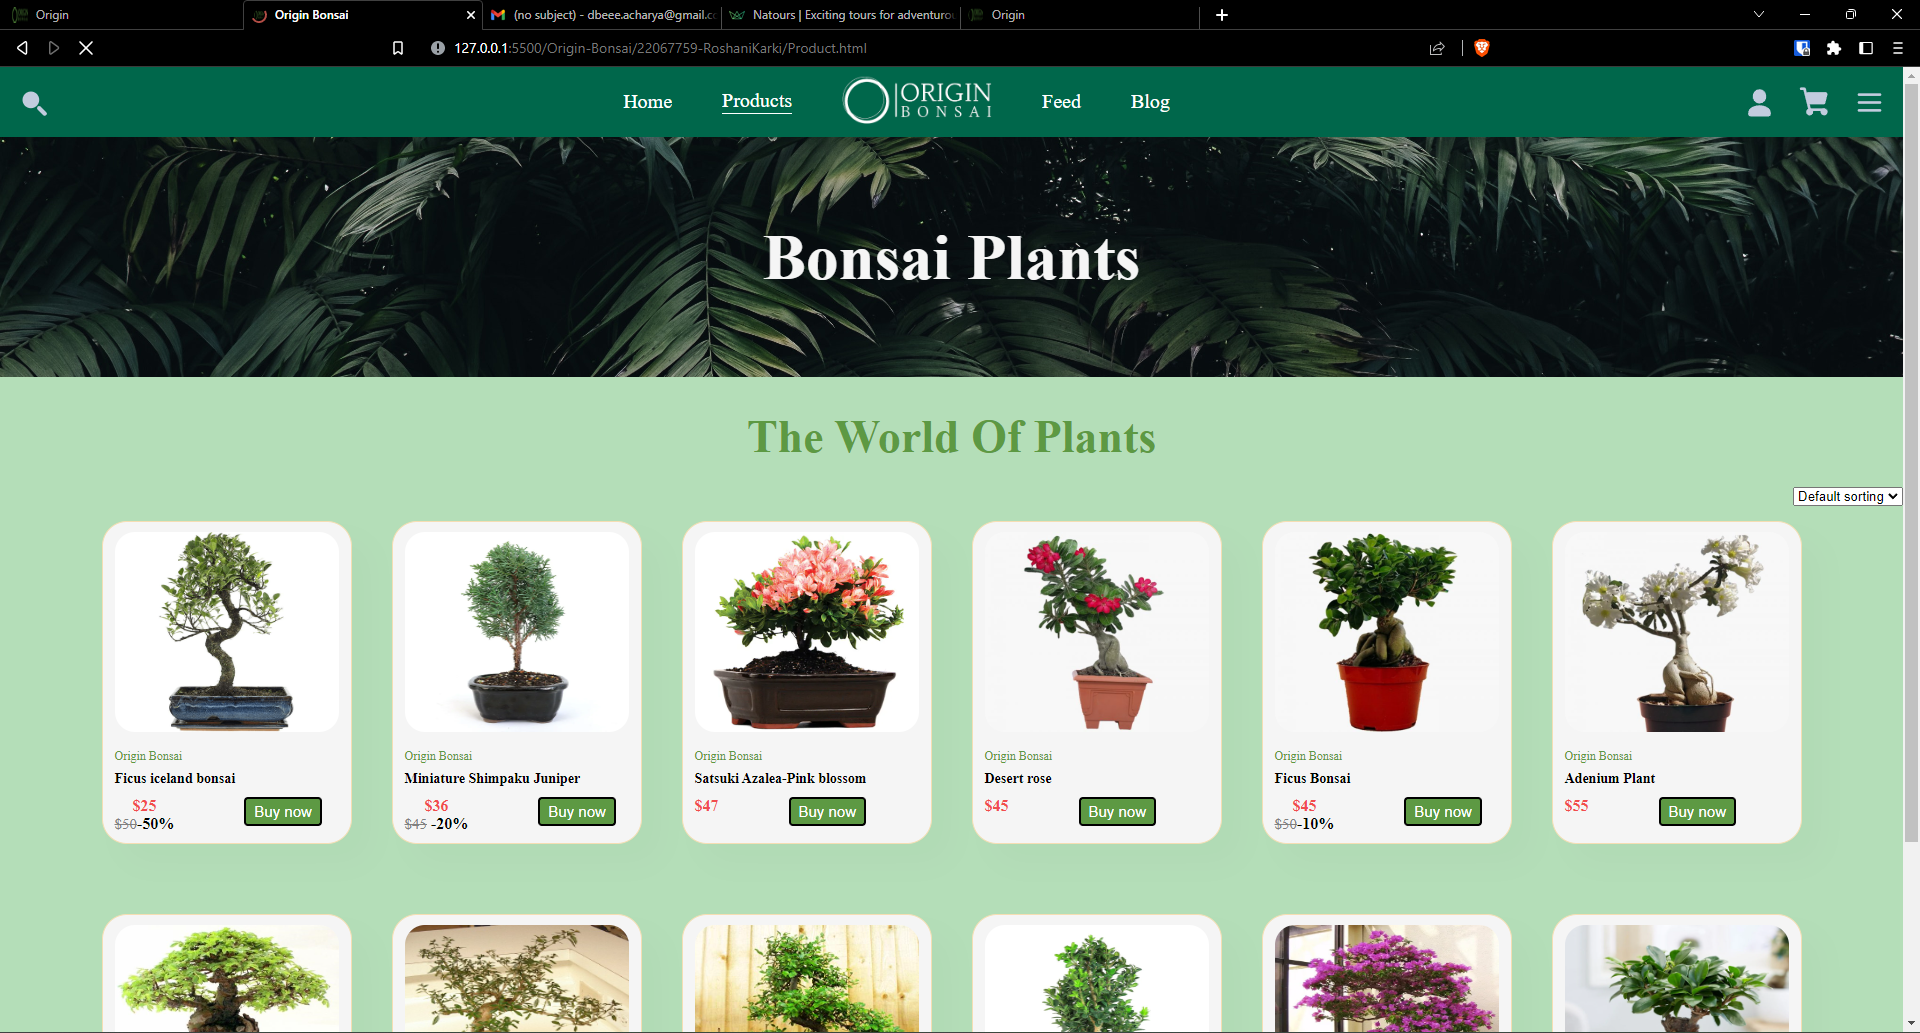 Origin
Origin Bonsai
(no subject) - dbeee.acharya@gmail.c
Natours | Exciting tours for adventuro
Origin
127.0.0.1:5500/Origin-Bonsai/22067759-RoshaniKarki/Product.html
Home
Products
ORIGIN
BONSAI
Feed
Blog
Bonsai Plants
The World Of Plants
Default sorting
Origin Bonsai
Ficus iceland bonsai
$25
$50-50%
Buy now
Origin Bonsai
Miniature Shimpaku Juniper
$36
$45 -20%
Buy now
Origin Bonsai
Satsuki Azalea-Pink blossom
$47
Buy now
Origin Bonsai
Desert rose
$45
Buy now
Origin Bonsai
Ficus Bonsai
$45
$50-10%
Buy now
Origin Bonsai
Adenium Plant
$55
Buy now